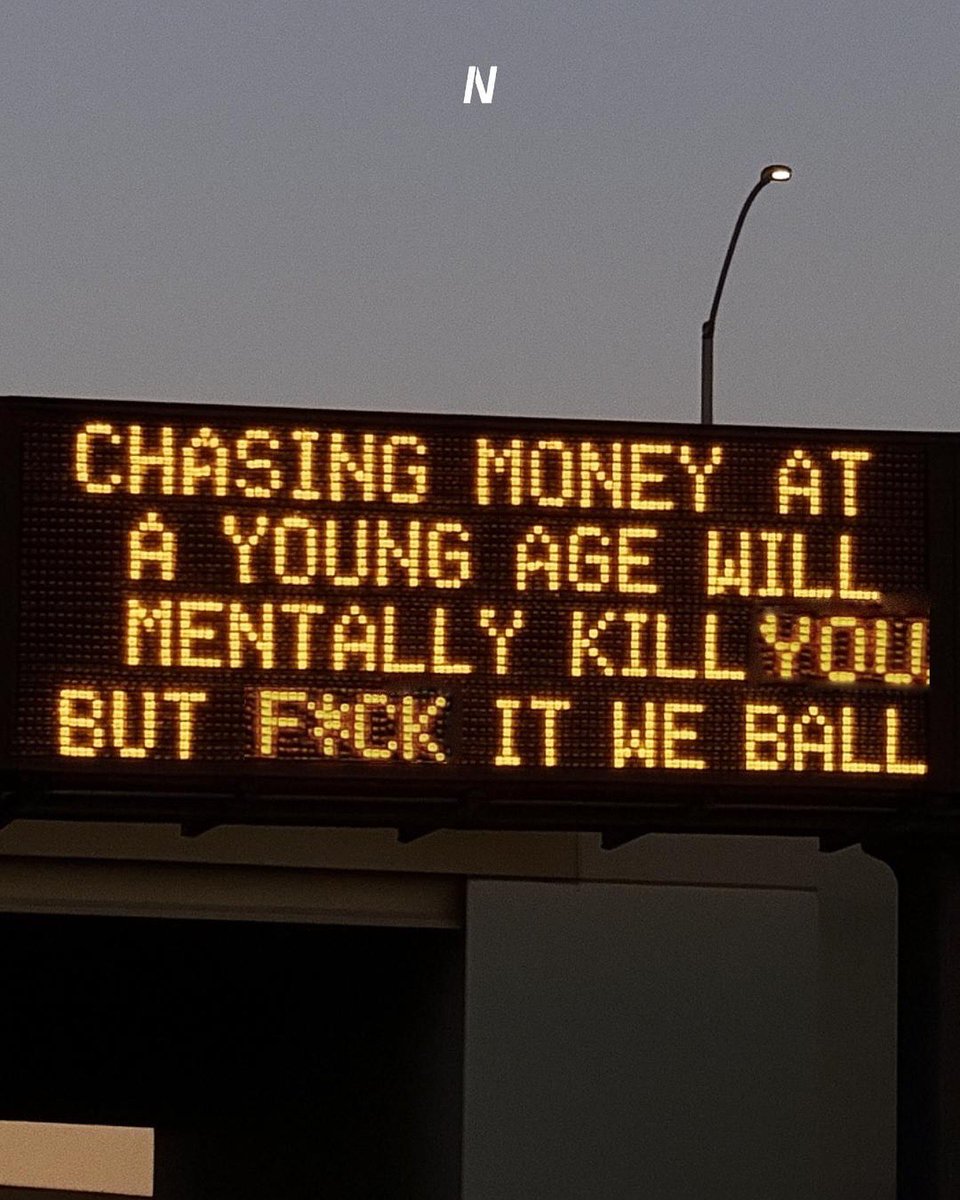 N
CHASING MONEY AT
A YOUNG AGE WILL
MENTALLY KILL YOU
BUT F*CK IT WE BALL